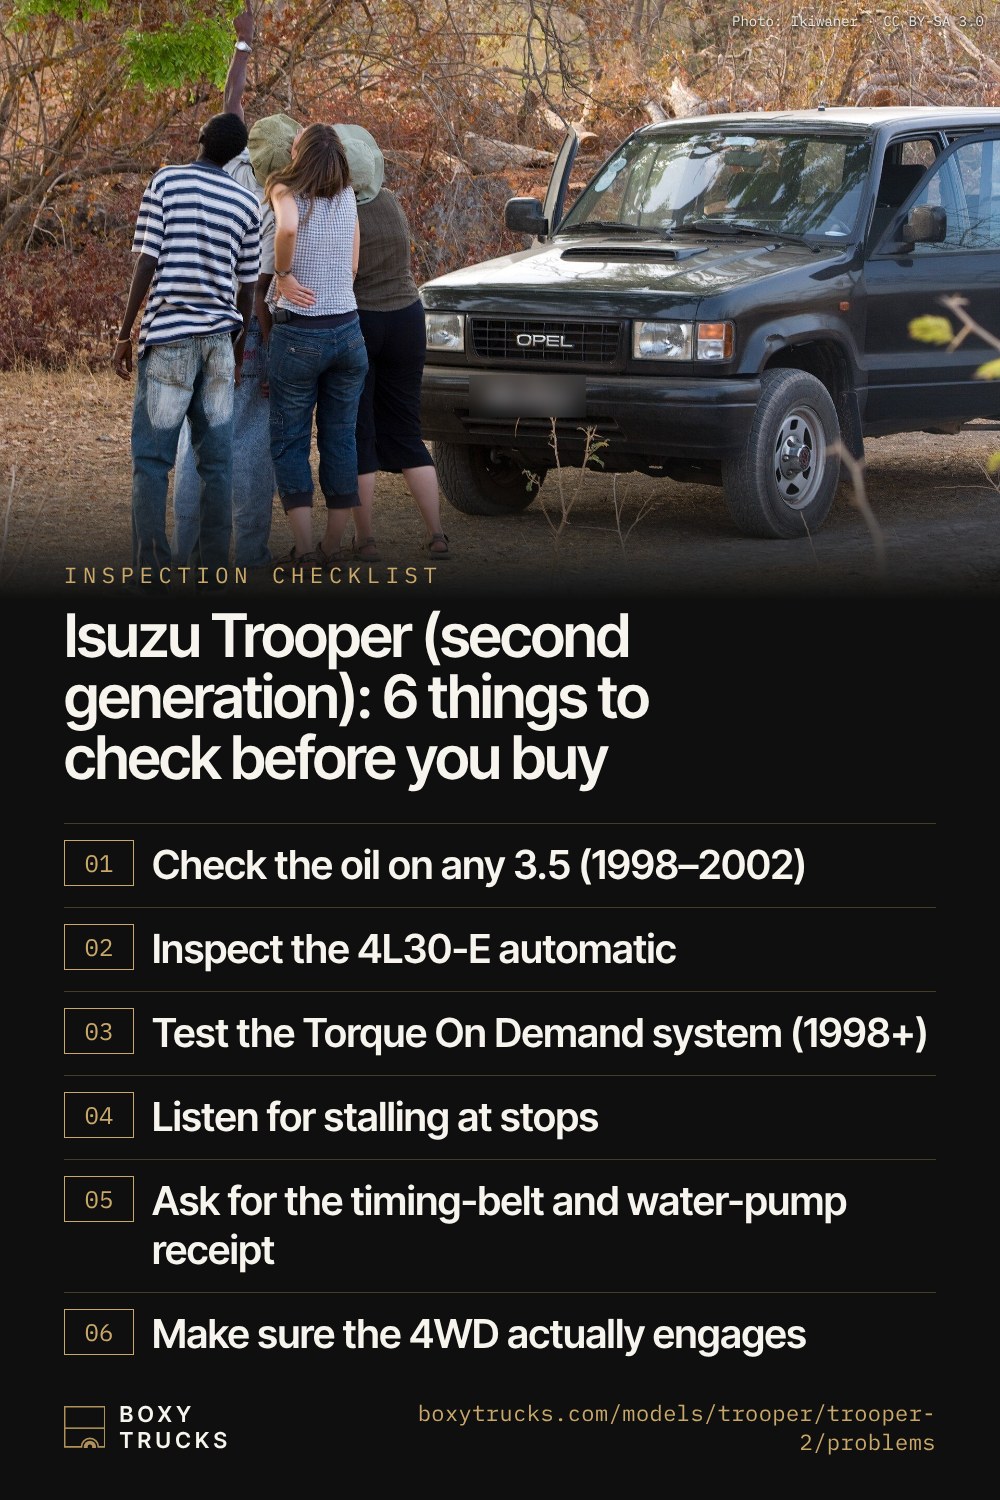 Photo: Ikiwaner · CC BY-SA 3.0
OPEL
INSPECTION CHECKLIST
Isuzu Trooper (second
generation): 6 things to
check before you buy
01 Check the oil on any 3.5 (1998–2002)
02 Inspect the 4L30-E automatic
03 Test the Torque On Demand system (1998+)
04 Listen for stalling at stops
05 Ask for the timing-belt and water-pump
receipt
06 Make sure the 4WD actually engages
BOXY
TRUCKS
boxytrucks.com/models/trooper/trooper-
2/problems